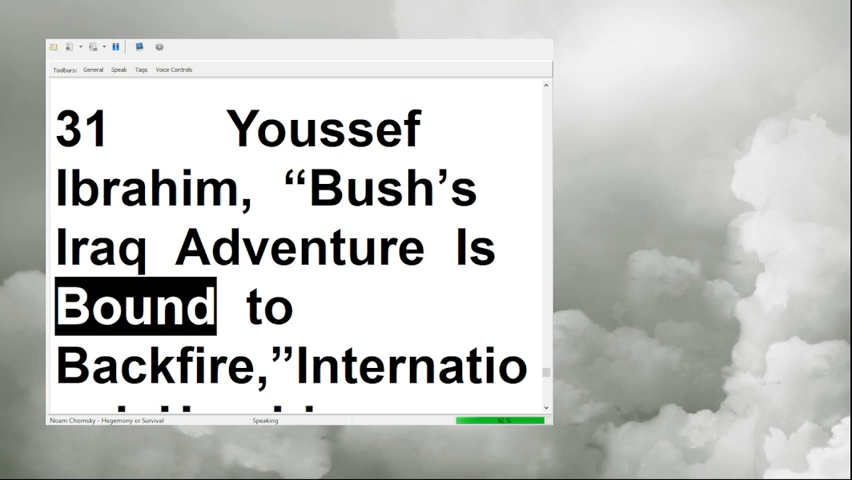 Toolbars: General Speak Tags Voice Controls
31 Youssef
Ibrahim, “Bush’s
Iraq Adventure Is
Bound to
Backfire,”Internatio
Noam Chomsky - Hegemony or Survival Speaking